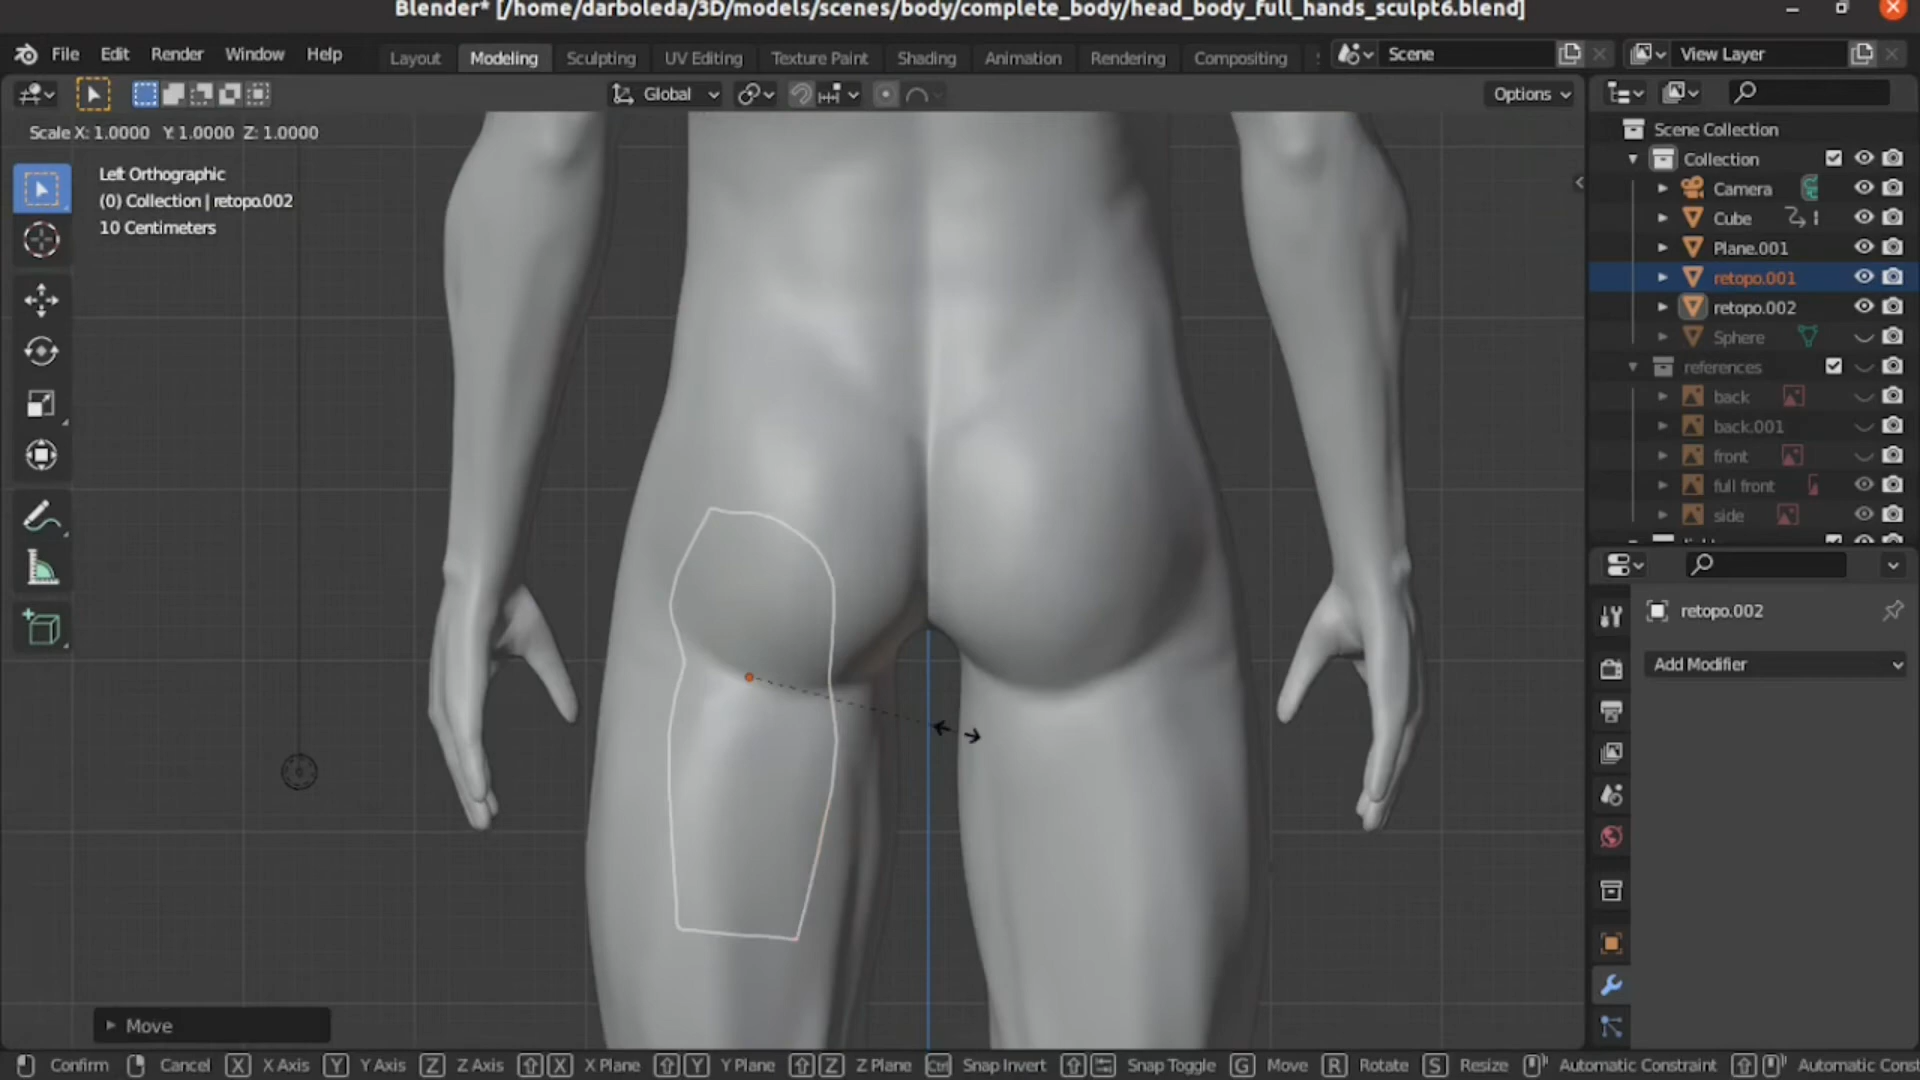 Blender* [/home/darboleda/3D/models/scenes/body/complete_body/head_body_full_hands_sculpt6.blend]
File Edit Render Window Help Layout Modeling Sculpting UV Editing Texture Paint Shading Animation Rendering Compositing Scene View Layer
Global Options
Scale X: 1.0000 Y: 1.0000 Z: 1.0000
Left Orthographic
(0) Collection | retopo.002
10 Centimeters
Scene Collection
Collection
Camera
Cube
Plane.001
retopo.001
retopo.002
Sphere
references
back
back.001
front
full front
side
retopo.002
Add Modifier
Move
Confirm Cancel X X Axis Y Y Axis Z Z Axis X X Plane Y Y Plane Z Z Plane Ctrl Snap Invert Snap Toggle G Move R Rotate S Resize Automatic Constraint Automatic Const